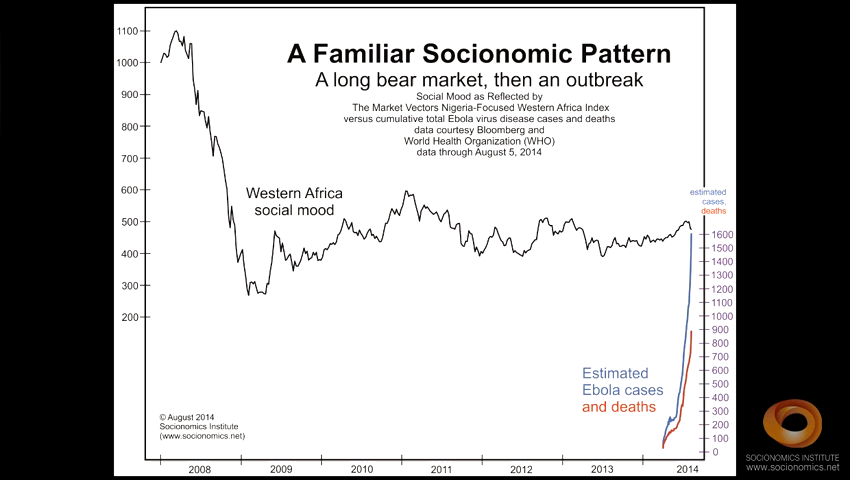 A Familiar Socionomic Pattern
A long bear market, then an outbreak
Social Mood as Reflected by
The Market Vectors Nigeria-Focused Western Africa Index
versus cumulative total Ebola virus disease cases and deaths
data courtesy Bloomberg and
World Health Organization (WHO)
data through August 5, 2014
1100
1000
900
800
700
600
500
400
300
200
Western Africa
social mood
estimated
cases,
deaths
1600
1500
1400
1300
1200
1100
1000
900
800
700
600
500
400
300
200
100
0
Estimated
Ebola cases
and deaths
© August 2014
Socionomics Institute
(www.socionomics.net)
2008 2009 2010 2011 2012 2013 2014
SOCIONOMICS INSTITUTE
www.socionomics.net